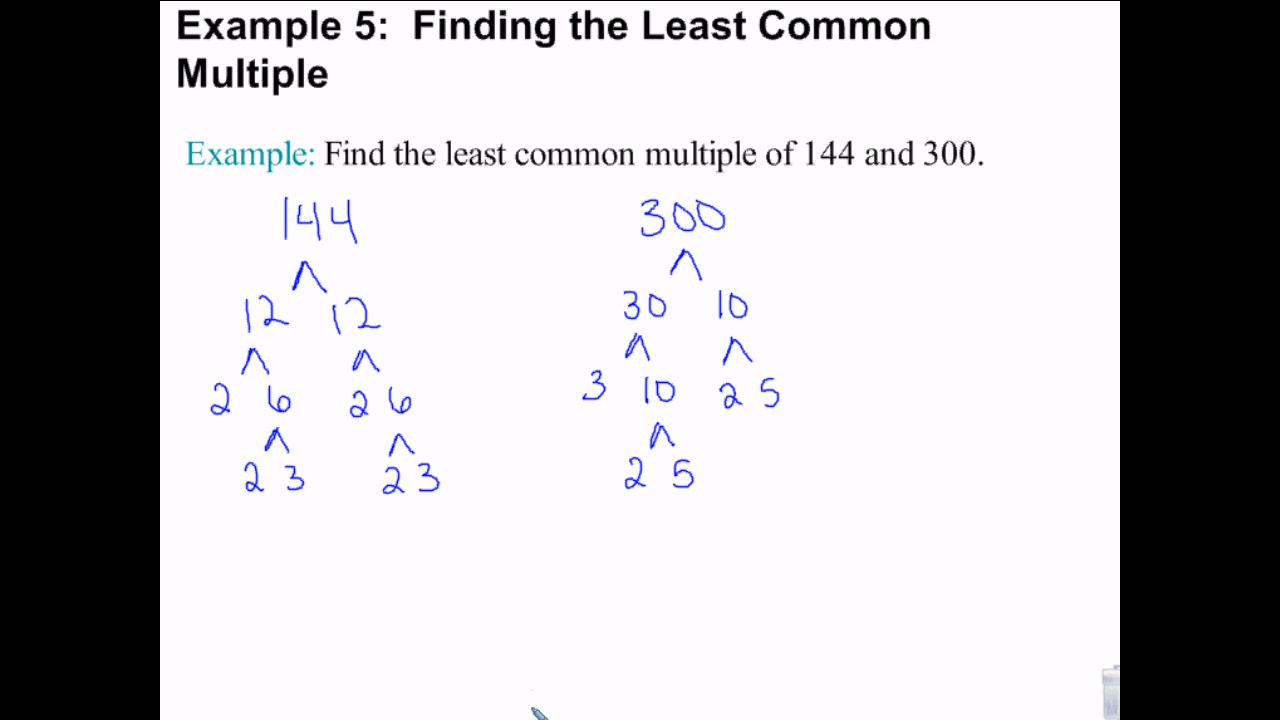 Example 5: Finding the Least Common
Multiple
Example: Find the least common multiple of 144 and 300.
144 300
12 12 30 10
2 6 2 6 3 10 2 5
2 3 2 3 2 5